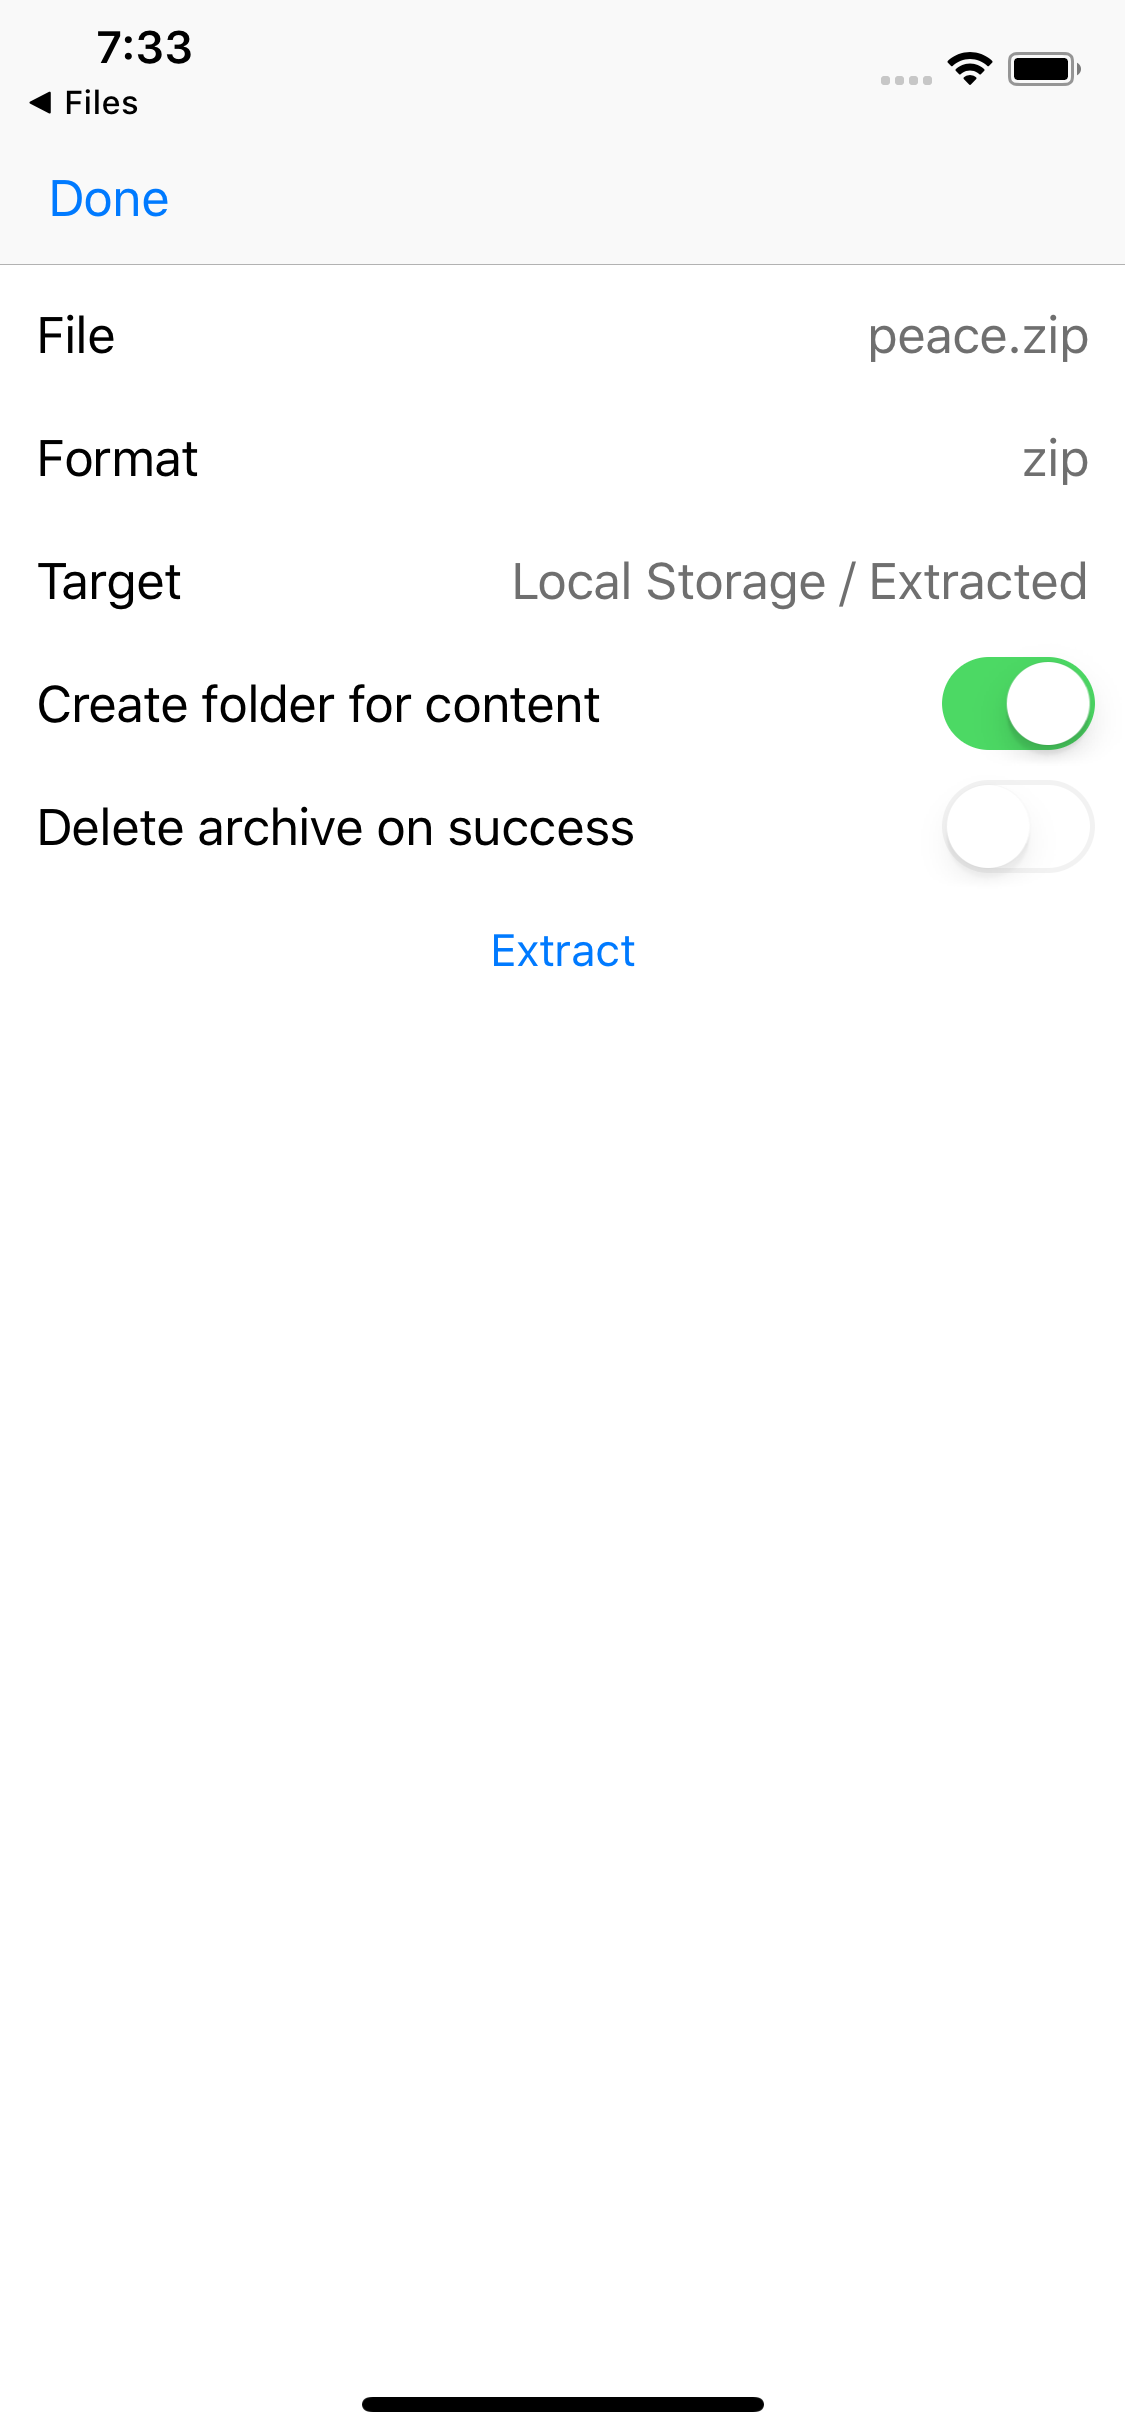 7:33
◀ Files
Done
File peace.zip
Format zip
Target Local Storage / Extracted
Create folder for content
Delete archive on success
Extract